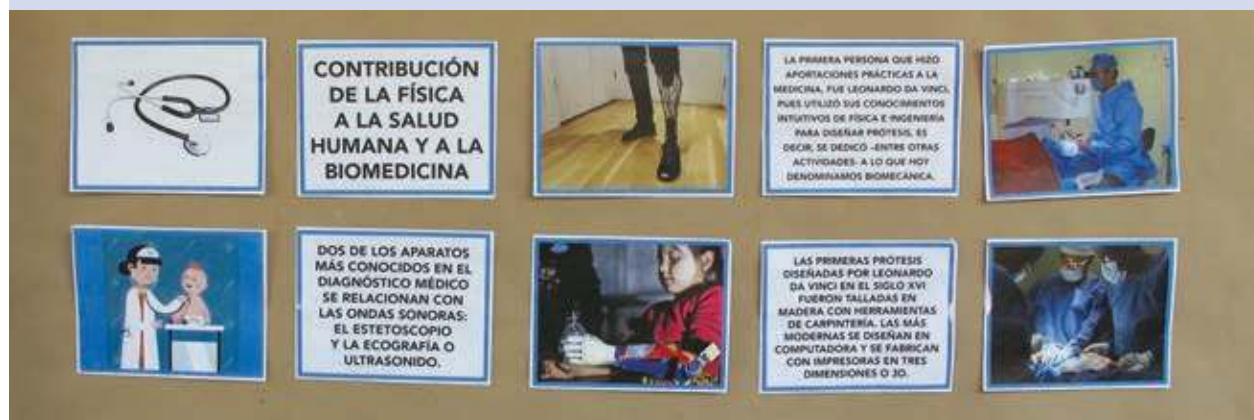 CONTRIBUCIÓN
DE LA FÍSICA
A LA SALUD
HUMANA Y A LA
BIOMEDICINA
LA PRIMERA PERSONA QUE HIZO
APORTACIONES PRÁCTICAS A LA
MEDICINA, FUE LEONARDO DA VINCI,
PUES UTILIZÓ SUS CONOCIMIENTOS
INTUITIVOS DE FÍSICA E INGENIERÍA
PARA DISEÑAR PRÓTESIS, ES
DECIR, SE DEDICÓ -ENTRE OTRAS
ACTIVIDADES- A LO QUE HOY
DENOMINAMOS BIOMECÁNICA.
DOS DE LOS APARATOS
MÁS CONOCIDOS EN EL
DIAGNÓSTICO MÉDICO
SE RELACIONAN CON
LAS ONDAS SONORAS:
EL ESTETOSCOPIO
Y LA ECOGRAFÍA O
ULTRASONIDO.
LAS PRIMERAS PRÓTESIS
DISEÑADAS POR LEONARDO
DA VINCI EN EL SIGLO XVI
FUERON TALLADAS EN
MADERA CON HERRAMIENTAS
DE CARPINTERÍA. LAS MÁS
MODERNAS SE DISEÑAN EN
COMPUTADORA Y SE FABRICAN
CON IMPRESORAS EN TRES
DIMENSIONES O 3D.